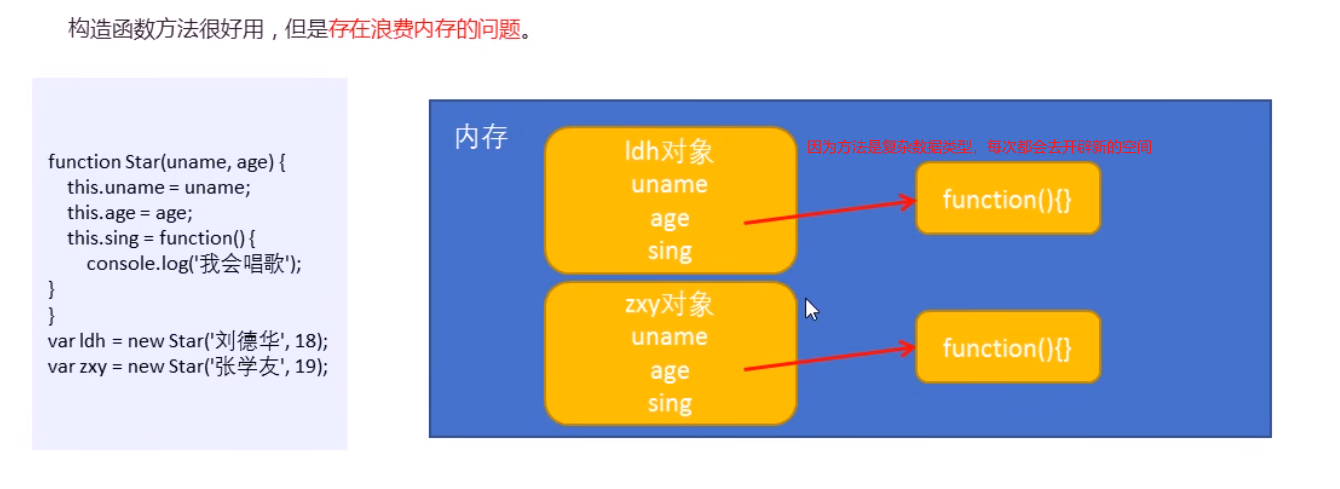 构造函数方法很好用，但是存在浪费内存的问题。
function Star(uname, age) {
this.uname = uname;
this.age = age;
this.sing = function() {
console.log('我会唱歌');
}
}
var ldh = new Star('刘德华', 18);
var zxy = new Star('张学友', 19);
内存
ldh对象
uname
age
sing
因为方法是复杂数据类型，每次都会去开辟新的空间
function(){}
zxy对象
uname
age
sing
function(){}